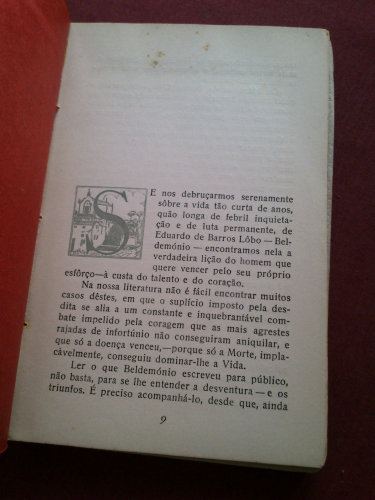 SE nos debruçarmos serenamente
sôbre a vida tão curta de anos,
quão longa de febril inquieta-
ção e de luta permanente, de
Eduardo de Barros Lôbo — Bel-
demónio — encontramos nela a
verdadeira lição do homem que
quere vencer pelo seu próprio
esfôrço—à custa do talento e do coração.
Na nossa literatura não é fácil encontrar muitos
casos dêstes, em que o suplício imposto pela des-
dita se alia a um constante e inquebrantável com-
bate impelido pela coragem que as mais agrestes
rajadas de infortúnio não conseguiram aniquilar, e
que só a doença venceu,—porque só a Morte, impla-
càvelmente, conseguiu dominar-lhe a Vida.
Ler o que Beldemónio escreveu para público,
não basta, para se lhe entender a desventura — e os
triunfos. É preciso acompanhá-lo, desde que, ainda
9